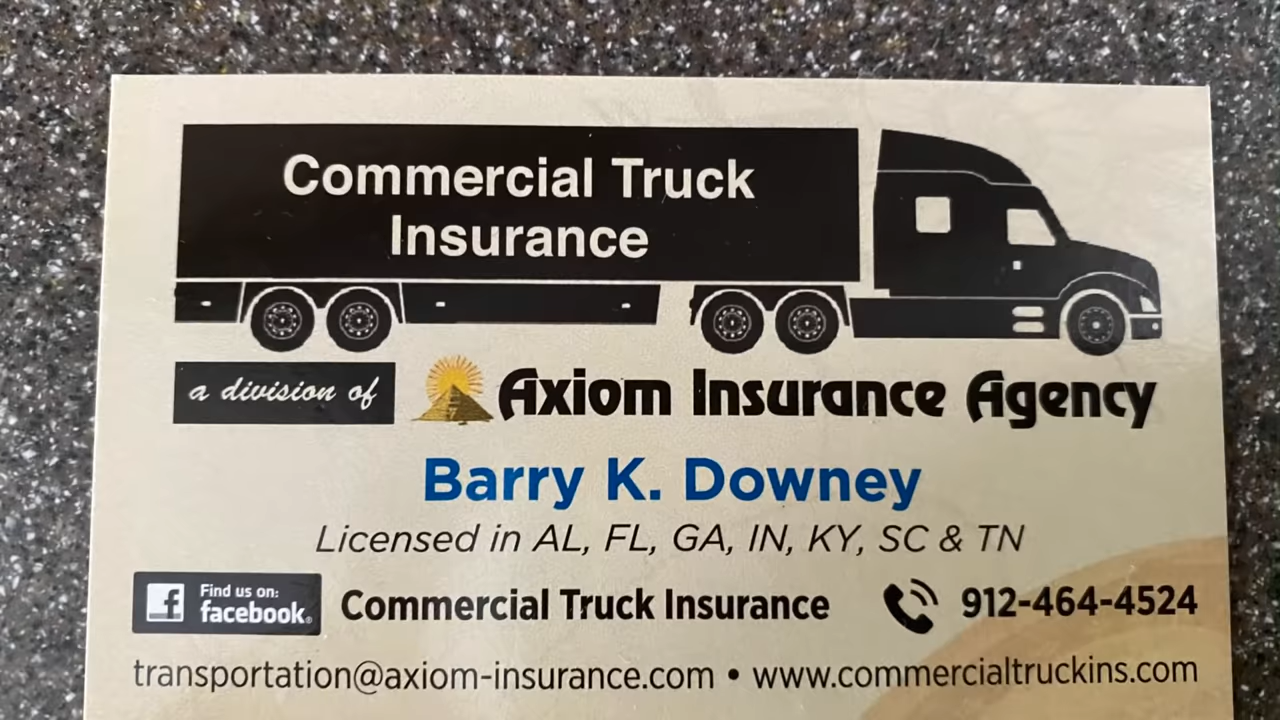 Commercial Truck
Insurance
a division of
Axiom Insurance Agency
Barry K. Downey
Licensed in AL, FL, GA, IN, KY, SC & TN
Find us on:
facebook®
Commercial Truck Insurance
912-464-4524
transportation@axiom-insurance.com • www.commercialtruckins.com